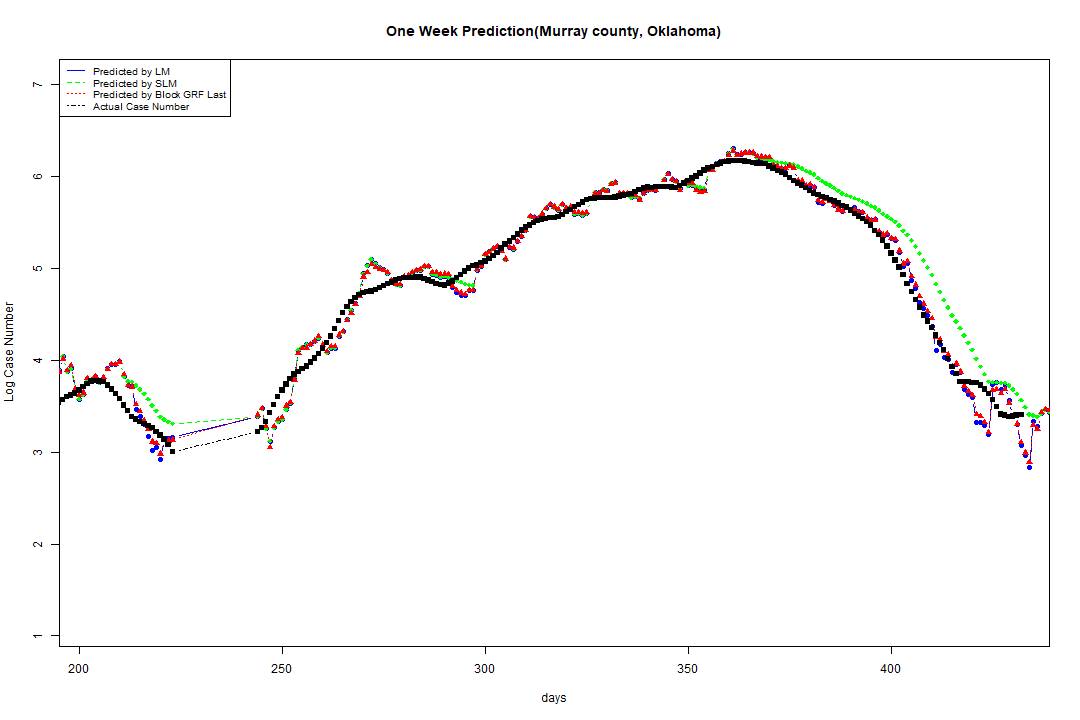 One Week Prediction(Murray county, Oklahoma)
Predicted by LM
Predicted by SLM
Predicted by Block GRF Last
Actual Case Number
Log Case Number
7
6
5
4
3
2
1
200 250 300 350 400
days